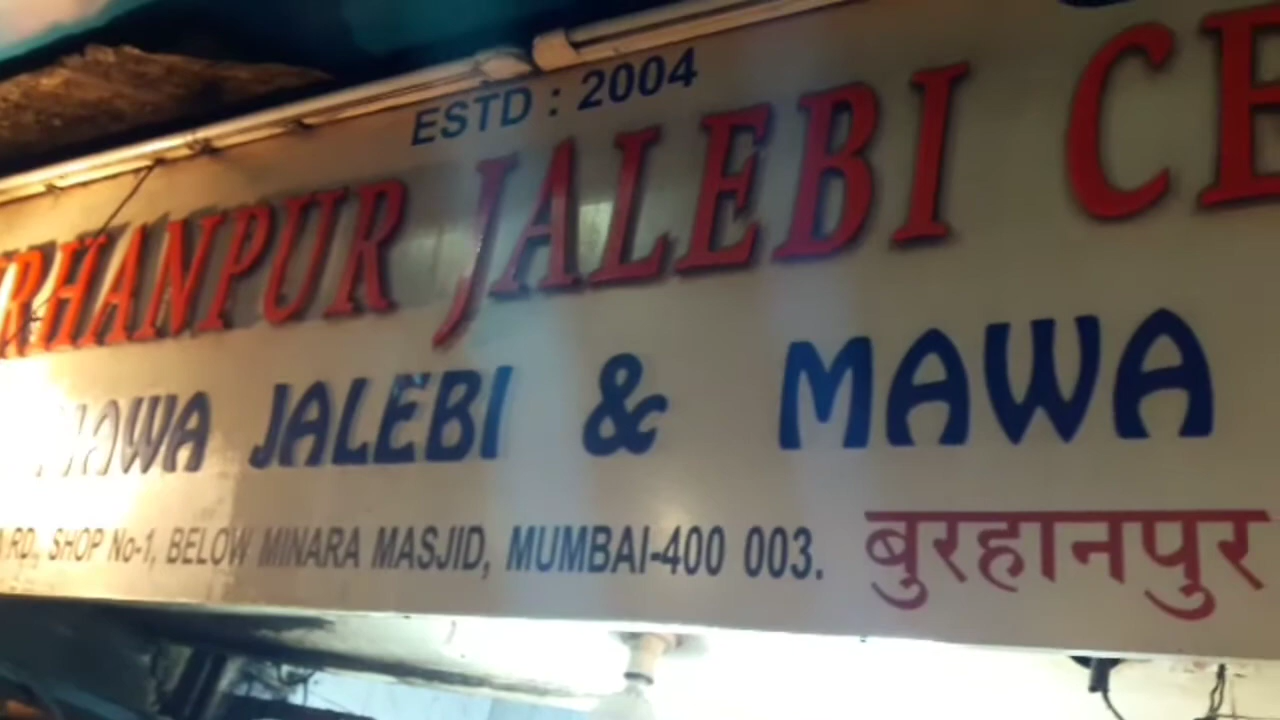 ESTD : 2004
RHANPUR JALEBI CE
MAWA JALEBI & MAWA
RD., SHOP No-1, BELOW MINARA MASJID, MUMBAI-400 003. बुरहानपुर